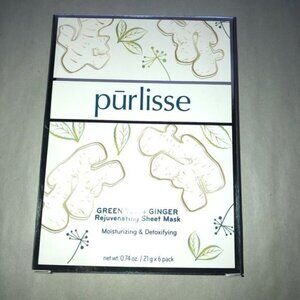 pūrlisse
GREEN GINGER
Rejuvenating Sheet Mask
Moisturizing & Detoxifying
net wt. 0.74 oz. / 21 g x 6 pack